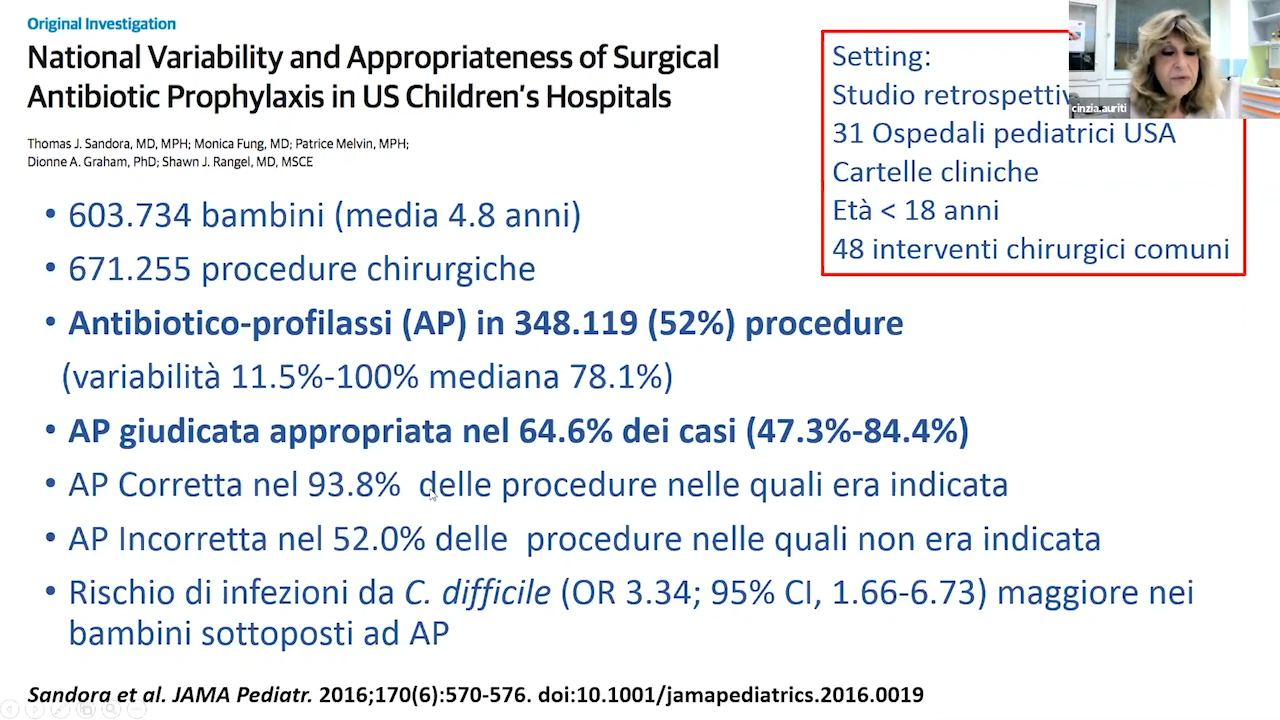 Original Investigation
National Variability and Appropriateness of Surgical
Antibiotic Prophylaxis in US Children's Hospitals
Thomas J. Sandora, MD, MPH; Monica Fung, MD; Patrice Melvin, MPH;
Dionne A. Graham, PhD; Shawn J. Rangel, MD, MSCE
Setting:
Studio retrospettiv
31 Ospedali pediatrici USA
Cartelle cliniche
Età < 18 anni
48 interventi chirurgici comuni
cinzia.auriti
• 603.734 bambini (media 4.8 anni)
• 671.255 procedure chirurgiche
• Antibiotico-profilassi (AP) in 348.119 (52%) procedure
(variabilità 11.5%-100% mediana 78.1%)
• AP giudicata appropriata nel 64.6% dei casi (47.3%-84.4%)
• AP Corretta nel 93.8% delle procedure nelle quali era indicata
• AP Incorretta nel 52.0% delle procedure nelle quali non era indicata
• Rischio di infezioni da C. difficile (OR 3.34; 95% CI, 1.66-6.73) maggiore nei
bambini sottoposti ad AP
Sandora et al. JAMA Pediatr. 2016;170(6):570-576. doi:10.1001/jamapediatrics.2016.0019